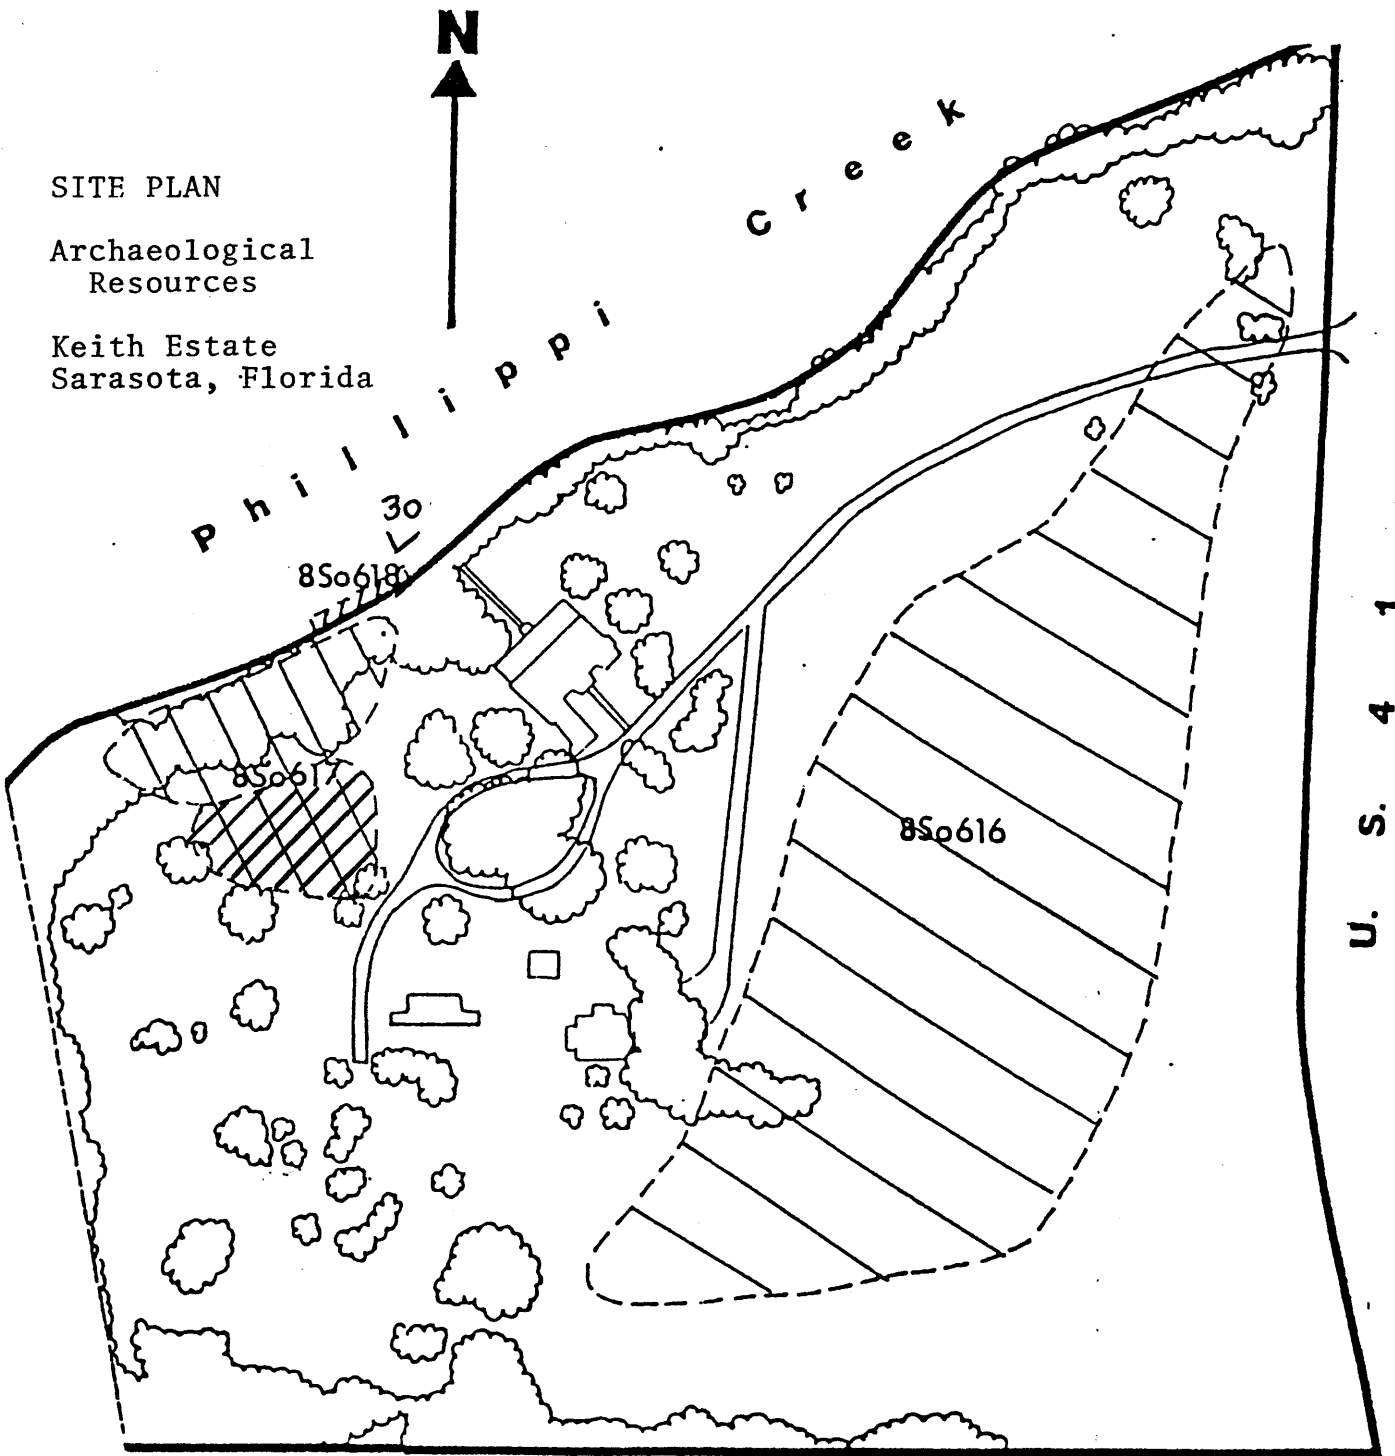 N
SITE PLAN
Archaeological
Resources
Keith Estate
Sarasota, Florida
Phillippi Creek
30
8So618
8So617
8So616
U. S. 41